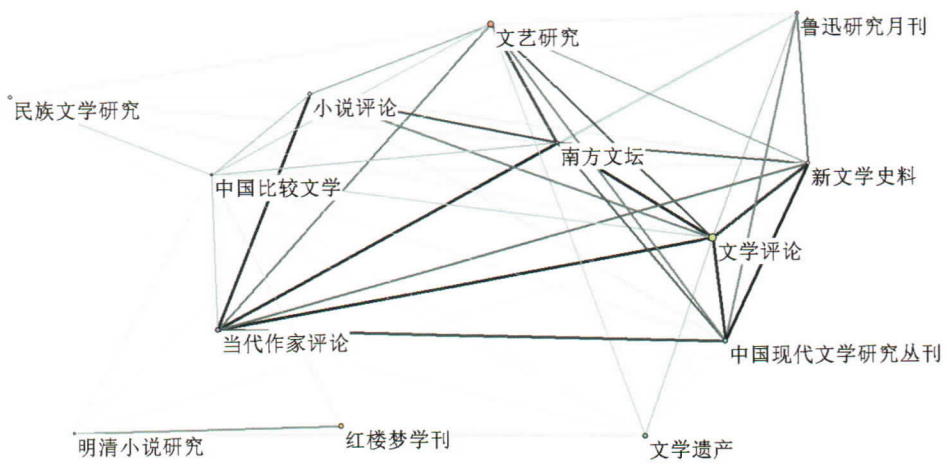 文艺研究
鲁迅研究月刊
民族文学研究
小说评论
南方文坛
新文学史料
中国比较文学
文学评论
当代作家评论
中国现代文学研究丛刊
明清小说研究
红楼梦学刊
文学遗产